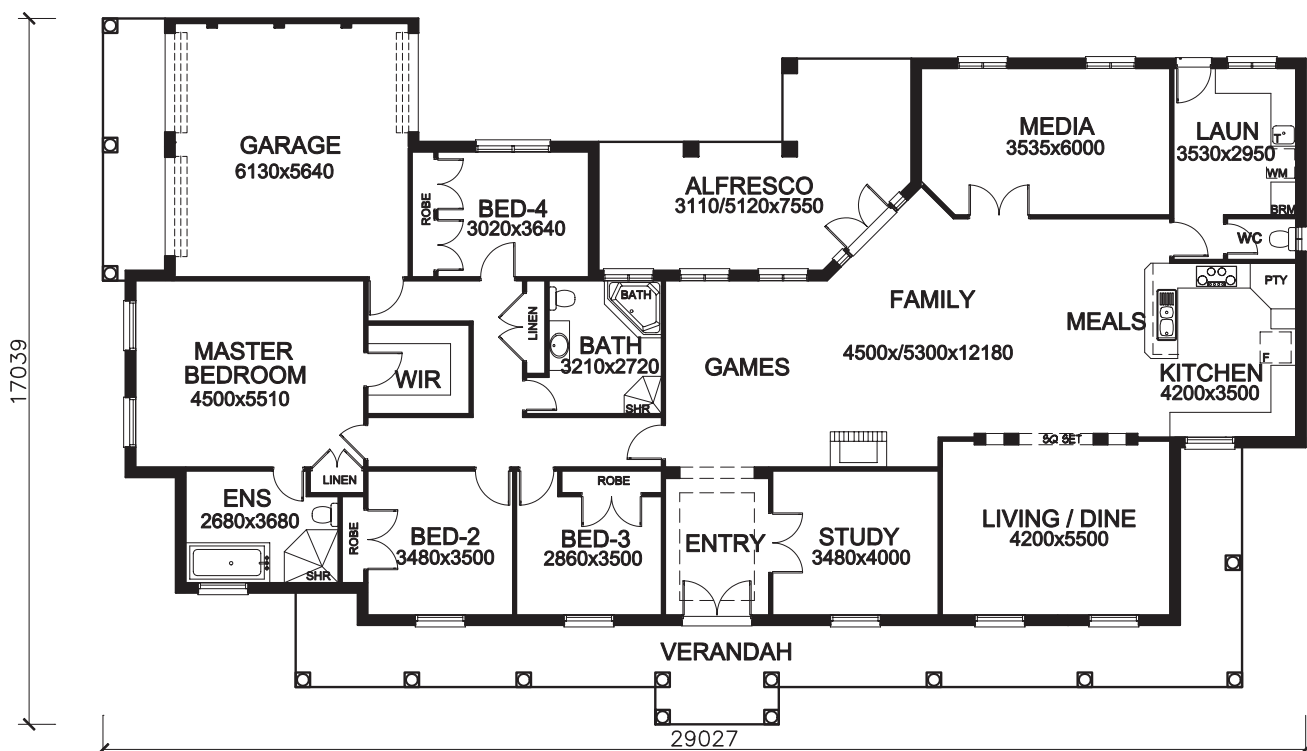 GARAGE
6130x5640
ROBE
BED-4
3020x3640
ALFRESCO
3110/5120x7550
MEDIA
3535x6000
LAUN
3530x2950
T
WM
BRM
WC
PTY
F
KITCHEN
4200x3500
MEALS
FAMILY
4500x/5300x12180
GAMES
LINEN
BATH
BATH
3210x2720
SHR
MASTER
BEDROOM
4500x5510
WIR
SQ SET
LINEN
ENS
2680x3680
SHR
ROBE
BED-2
3480x3500
ROBE
BED-3
2860x3500
ENTRY
STUDY
3480x4000
LIVING / DINE
4200x5500
VERANDAH
17039
29027